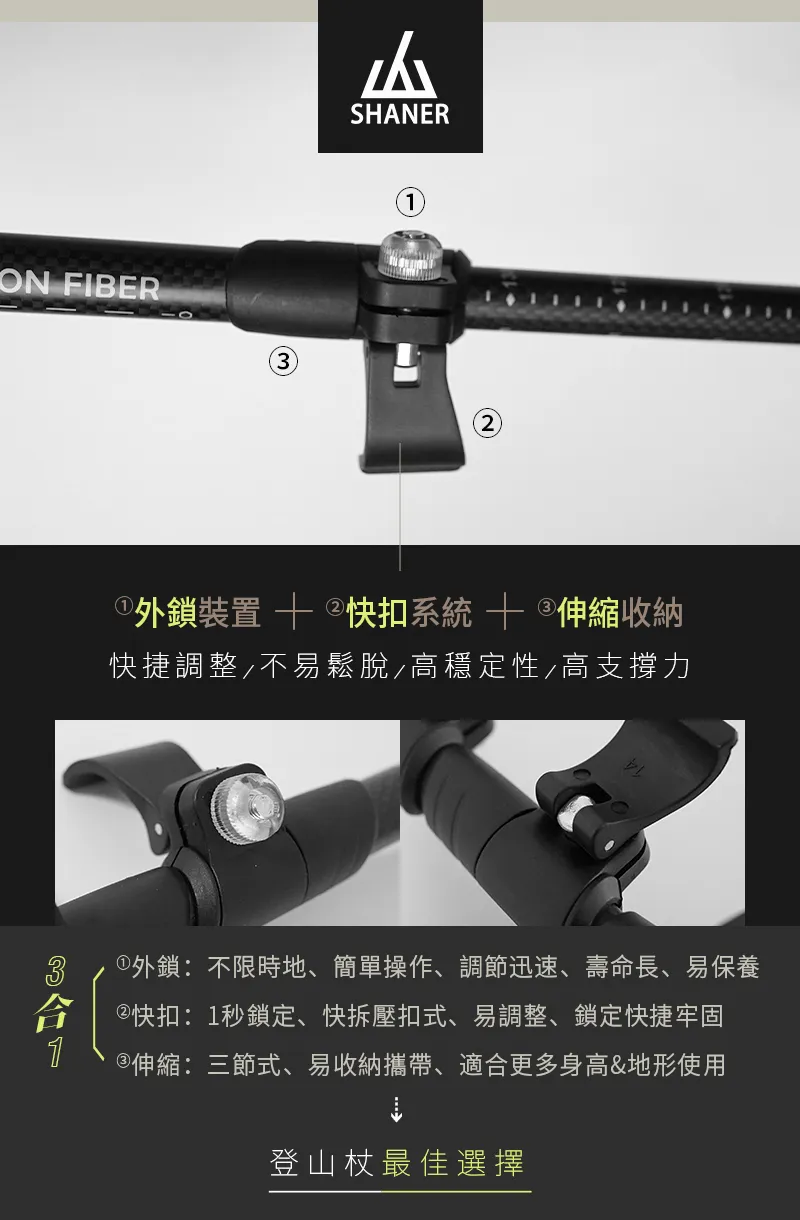 SHANER
①
ON FIBER
③
②
①外鎖裝置＋②快扣系統＋③伸縮收納
快捷調整/不易鬆脫/高穩定性/高支撐力
14
3合1
①外鎖：不限時地、簡單操作、調節迅速、壽命長、易保養
②快扣：1秒鎖定、快拆壓扣式、易調整、鎖定快捷牢固
③伸縮：三節式、易收納攜帶、適合更多身高&地形使用
登山杖最佳選擇